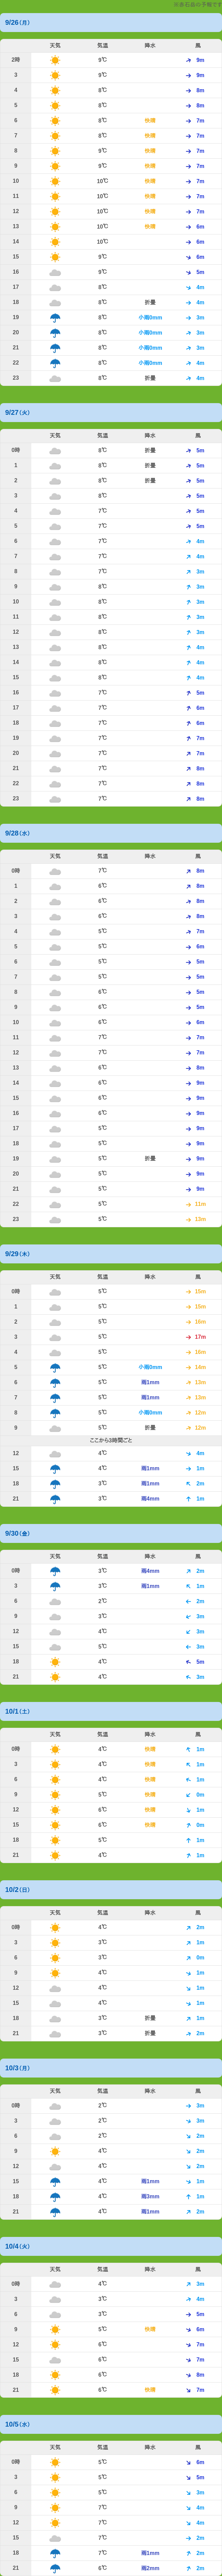 9/26(月)
天気 気温 降水 風
2時 9℃ 9m
3 9℃ 9m
4 8℃ 8m
5 8℃ 8m
6 8℃ 快晴 7m
7 8℃ 快晴 7m
8 9℃ 快晴 7m
9 9℃ 快晴 7m
10 10℃ 快晴 7m
11 10℃ 快晴 7m
12 10℃ 快晴 7m
13 10℃ 快晴 6m
14 10℃ 6m
15 9℃ 6m
16 9℃ 5m
17 8℃ 4m
18 8℃ 折曇 4m
19 8℃ 小雨0mm 3m
20 8℃ 小雨0mm 3m
21 8℃ 小雨0mm 3m
22 8℃ 小雨0mm 4m
23 8℃ 折曇 4m
9/27(火)
天気 気温 降水 風
0時 8℃ 折曇 5m
1 8℃ 折曇 5m
2 8℃ 折曇 5m
3 8℃ 5m
4 7℃ 5m
5 7℃ 5m
6 7℃ 4m
7 7℃ 4m
8 7℃ 3m
9 8℃ 3m
10 8℃ 3m
11 8℃ 3m
12 8℃ 3m
13 8℃ 4m
14 8℃ 4m
15 8℃ 4m
16 7℃ 5m
17 7℃ 6m
18 7℃ 6m
19 7℃ 7m
20 7℃ 7m
21 7℃ 8m
22 7℃ 8m
23 7℃ 8m
9/28(水)
天気 気温 降水 風
0時 7℃ 8m
1 6℃ 8m
2 6℃ 8m
3 6℃ 8m
4 5℃ 7m
5 5℃ 6m
6 5℃ 5m
7 5℃ 5m
8 6℃ 5m
9 6℃ 5m
10 6℃ 6m
11 7℃ 7m
12 7℃ 7m
13 6℃ 8m
14 6℃ 9m
15 6℃ 9m
16 6℃ 9m
17 5℃ 9m
18 5℃ 9m
19 5℃ 折曇 9m
20 5℃ 9m
21 5℃ 9m
22 5℃ 11m
23 5℃ 13m
9/29(木)
天気 気温 降水 風
0時 5℃ 15m
1 5℃ 15m
2 5℃ 16m
3 5℃ 17m
4 5℃ 16m
5 5℃ 小雨0mm 14m
6 5℃ 雨1mm 13m
7 5℃ 雨1mm 13m
8 5℃ 小雨0mm 12m
9 5℃ 折曇 12m
ここから3時間ごと
12 4℃ 4m
15 4℃ 雨1mm 1m
18 3℃ 雨1mm 2m
21 3℃ 雨4mm 1m
9/30(金)
天気 気温 降水 風
0時 3℃ 雨4mm 2m
3 3℃ 雨1mm 1m
6 2℃ 2m
9 3℃ 3m
12 4℃ 3m
15 5℃ 3m
18 4℃ 5m
21 4℃ 3m
10/1(土)
天気 気温 降水 風
0時 4℃ 快晴 1m
3 4℃ 快晴 1m
6 4℃ 快晴 1m
9 5℃ 快晴 0m
12 6℃ 快晴 1m
15 6℃ 快晴 0m
18 5℃ 1m
21 4℃ 1m
10/2(日)
天気 気温 降水 風
0時 4℃ 2m
3 3℃ 1m
6 3℃ 0m
9 4℃ 1m
12 4℃ 1m
15 4℃ 1m
18 3℃ 折曇 1m
21 3℃ 折曇 2m
10/3(月)
天気 気温 降水 風
0時 2℃ 3m
3 2℃ 3m
6 2℃ 2m
9 4℃ 2m
12 4℃ 2m
15 4℃ 雨1mm 1m
18 4℃ 雨3mm 1m
21 4℃ 雨1mm 2m
10/4(火)
天気 気温 降水 風
0時 4℃ 3m
3 3℃ 4m
6 3℃ 5m
9 5℃ 快晴 6m
12 6℃ 7m
15 6℃ 7m
18 6℃ 8m
21 6℃ 快晴 7m
10/5(水)
天気 気温 降水 風
0時 5℃ 6m
3 5℃ 5m
6 5℃ 3m
9 7℃ 4m
12 7℃ 4m
15 7℃ 2m
18 7℃ 雨1mm 2m
21 6℃ 雨2mm 2m